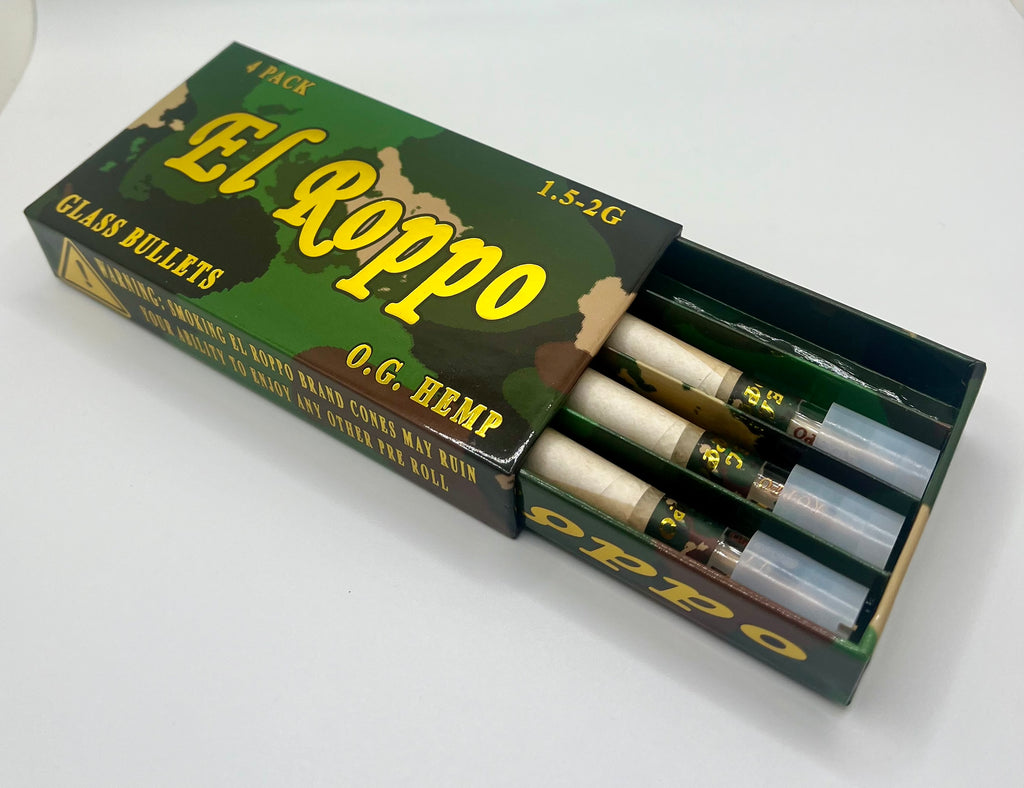 4 PACK
El Roppo
1.5-2G
GLASS BULLETS
O.G. HEMP
WARNING: SMOKING EL ROPPO BRAND CONES MAY RUIN
YOUR ABILITY TO ENJOY ANY OTHER PRE ROLL
oppo